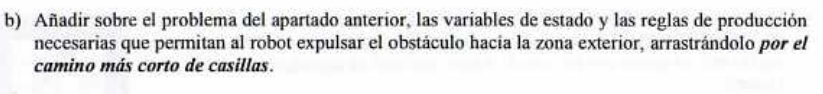 b) Añadir sobre el problema del apartado anterior, las variables de estado y las reglas de producción
necesarias que permitan al robot expulsar el obstáculo hacia la zona exterior, arrastrándolo por el
camino más corto de casillas.